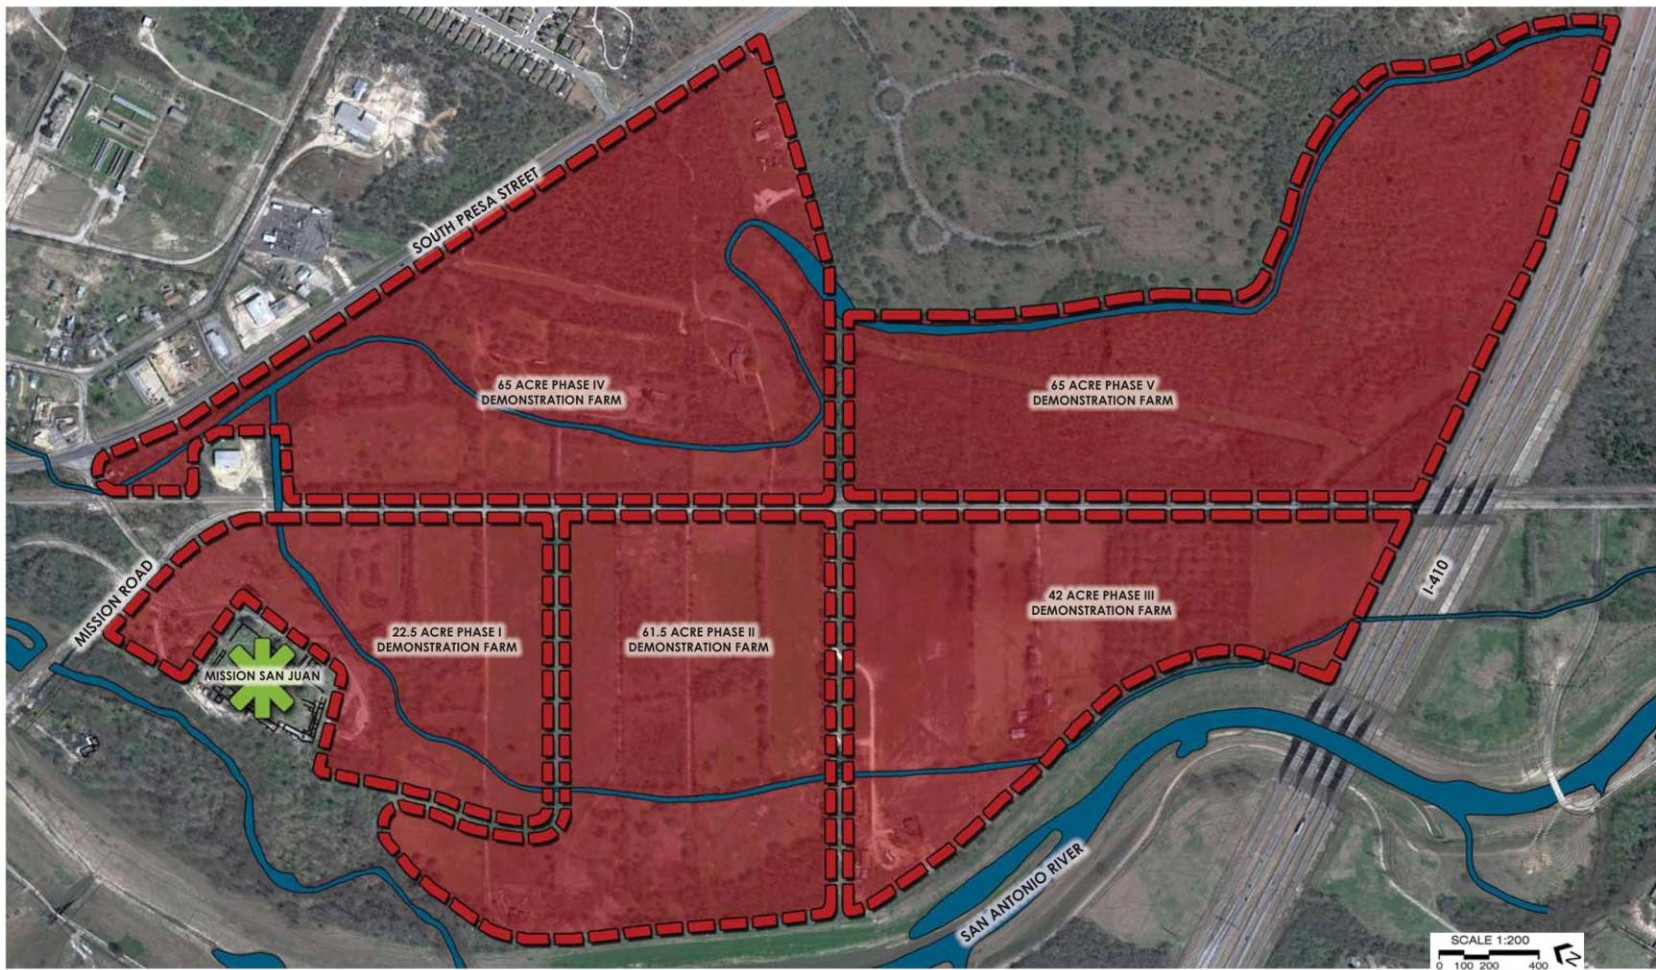 SOUTH PRESA STREET
65 ACRE PHASE IV
DEMONSTRATION FARM
65 ACRE PHASE V
DEMONSTRATION FARM
MISSION ROAD
I-410
22.5 ACRE PHASE I
DEMONSTRATION FARM
61.5 ACRE PHASE II
DEMONSTRATION FARM
42 ACRE PHASE III
DEMONSTRATION FARM
MISSION SAN JUAN
SAN ANTONIO RIVER
SCALE 1:200
0 100 200 400
N